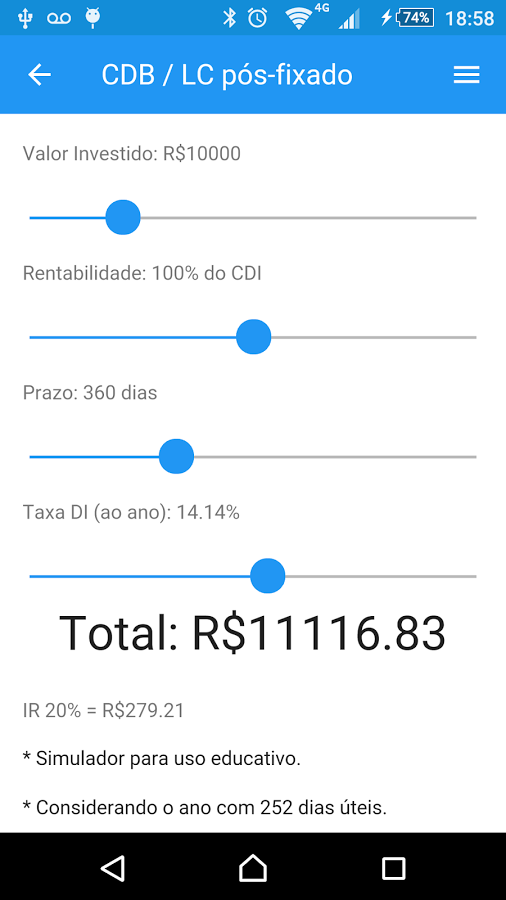 4G 74% 18:58
CDB / LC pós-fixado
Valor Investido: R$10000
Rentabilidade: 100% do CDI
Prazo: 360 dias
Taxa DI (ao ano): 14.14%
Total: R$11116.83
IR 20% = R$279.21
* Simulador para uso educativo.
* Considerando o ano com 252 dias úteis.